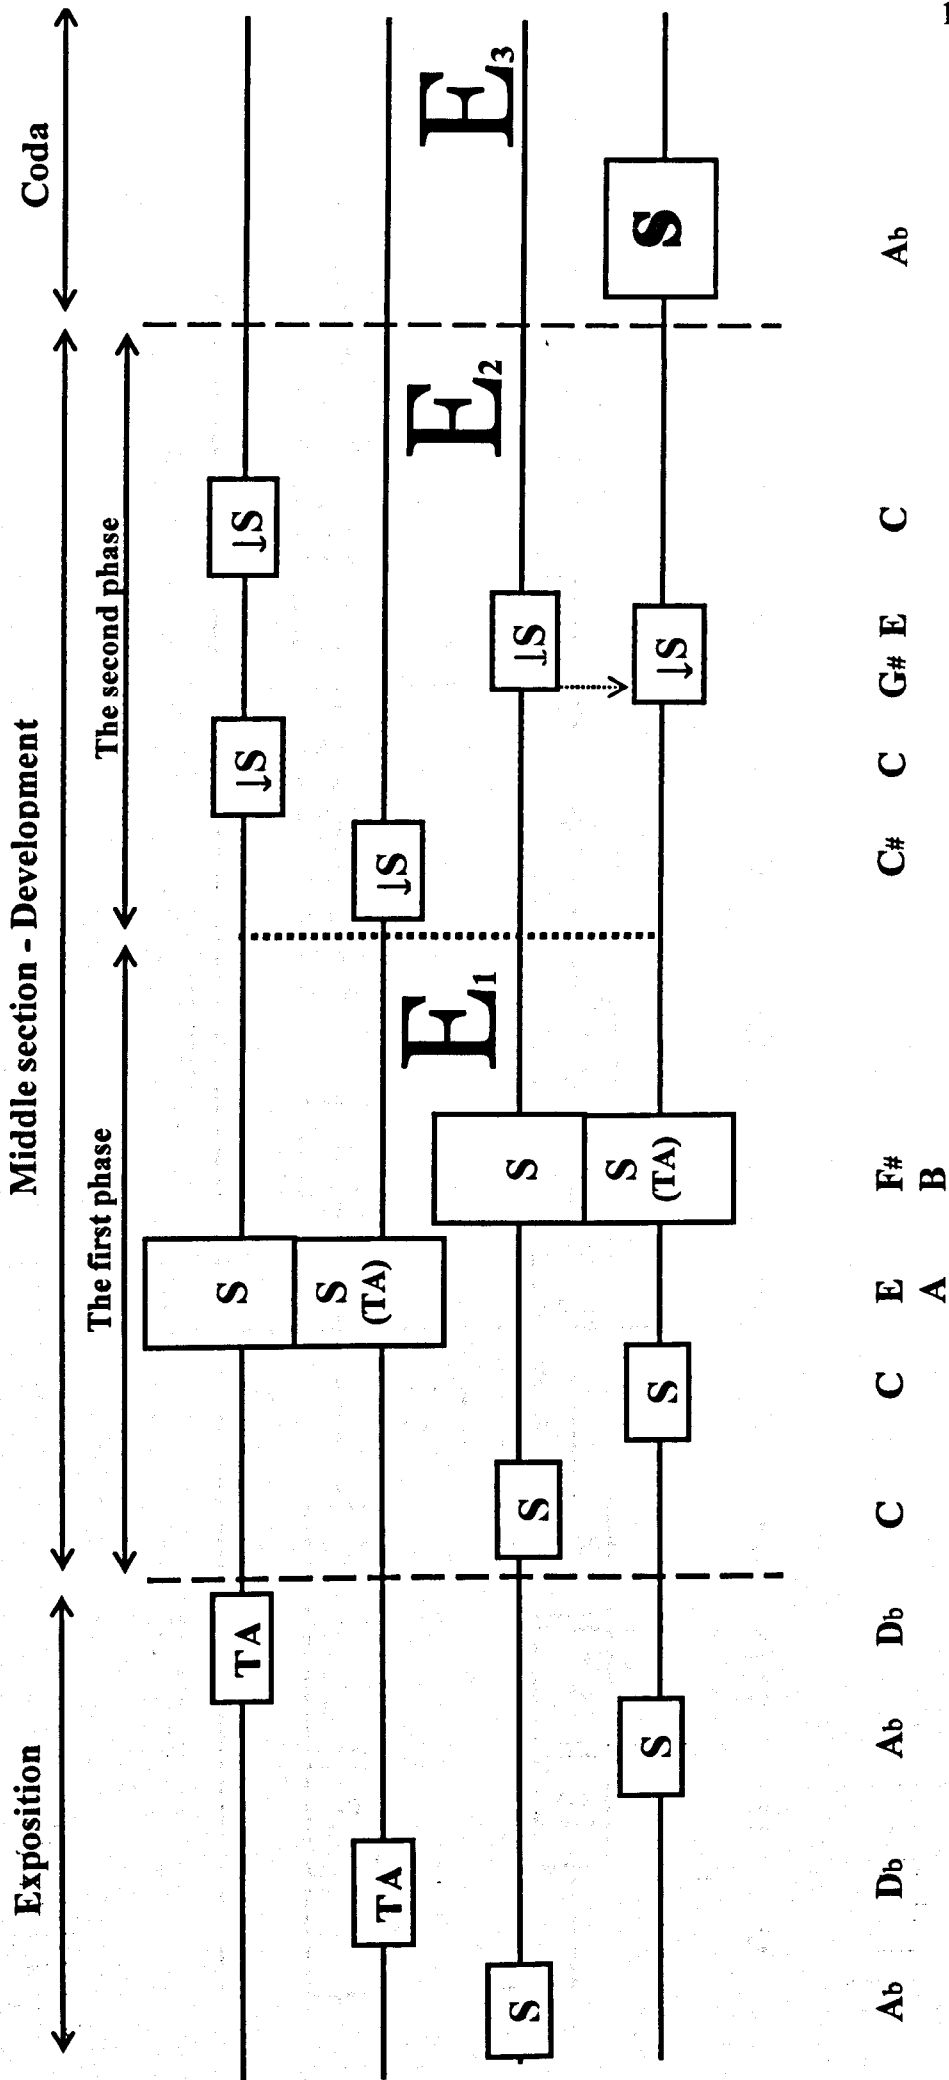 Exposition
Middle section - Development
Coda
The first phase
The second phase
TA
S
S
S
TA
S
(TA)
S
E1
E2
E3
S
S
S
S
S
S
S
(TA)
S
S
Ab Db Ab Db C C E F# C# C G# E C Ab
A B
1